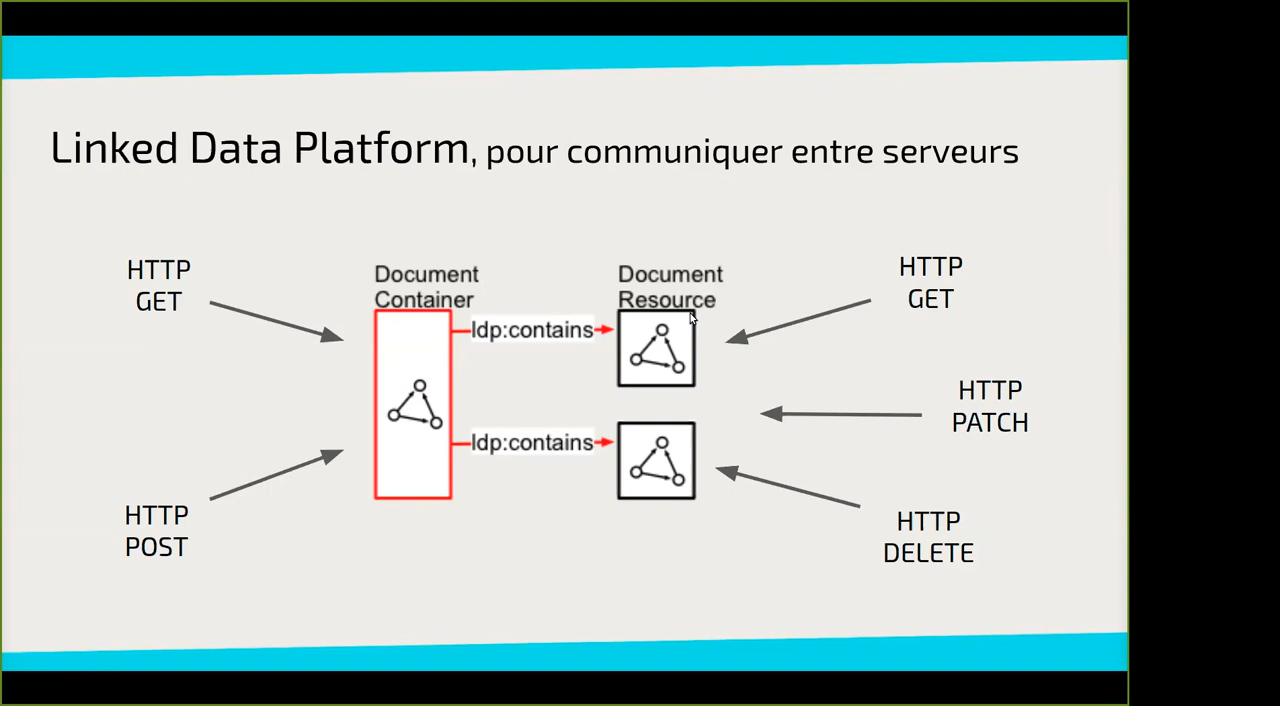 Linked Data Platform, pour communiquer entre serveurs
HTTP
GET
HTTP
POST
Document
Container
ldp:contains
ldp:contains
Document
Resource
HTTP
GET
HTTP
PATCH
HTTP
DELETE